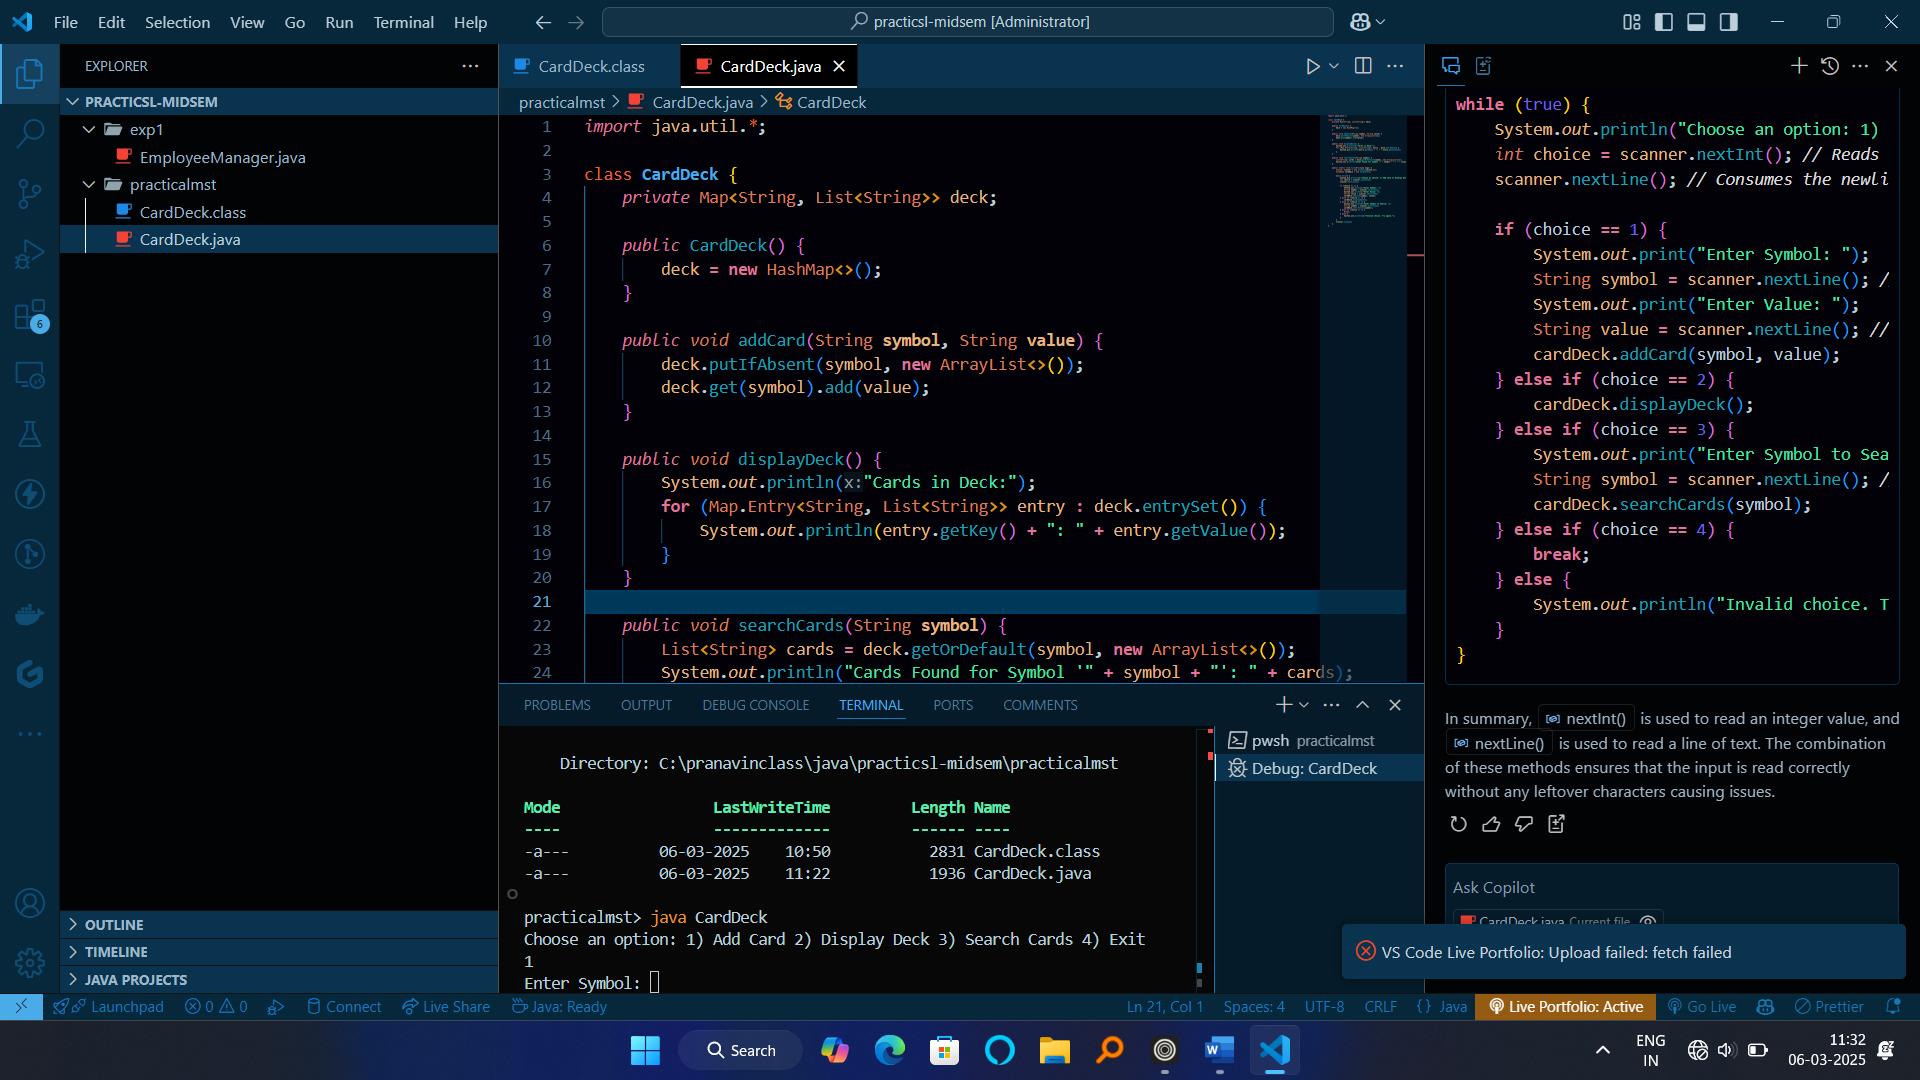 File Edit Selection View Go Run Terminal Help
practicsl-midsem [Administrator]
EXPLORER
PRACTICSL-MIDSEM
exp1
EmployeeManager.java
practicalmst
CardDeck.class
CardDeck.java
OUTLINE
TIMELINE
JAVA PROJECTS
6
CardDeck.class
CardDeck.java
practicalmst > CardDeck.java > CardDeck
1 import java.util.*;
2
3 class CardDeck {
4 private Map<String, List<String>> deck;
5
6 public CardDeck() {
7 deck = new HashMap<>();
8 }
9
10 public void addCard(String symbol, String value) {
11 deck.putIfAbsent(symbol, new ArrayList<>());
12 deck.get(symbol).add(value);
13 }
14
15 public void displayDeck() {
16 System.out.println(x:"Cards in Deck:");
17 for (Map.Entry<String, List<String>> entry : deck.entrySet()) {
18 System.out.println(entry.getKey() + ": " + entry.getValue());
19 }
20 }
21
22 public void searchCards(String symbol) {
23 List<String> cards = deck.getOrDefault(symbol, new ArrayList<>());
24 System.out.println("Cards Found for Symbol '" + symbol + "': " + cards);
PROBLEMS OUTPUT DEBUG CONSOLE TERMINAL PORTS COMMENTS
Directory: C:\pranavinclass\java\practicsl-midsem\practicalmst
Mode LastWriteTime Length Name
---- ------------- ------ ----
-a--- 06-03-2025 10:50 2831 CardDeck.class
-a--- 06-03-2025 11:22 1936 CardDeck.java
practicalmst> java CardDeck
Choose an option: 1) Add Card 2) Display Deck 3) Search Cards 4) Exit
1
Enter Symbol:
pwsh practicalmst
Debug: CardDeck
while (true) {
System.out.println("Choose an option: 1)
int choice = scanner.nextInt(); // Reads
scanner.nextLine(); // Consumes the newli
if (choice == 1) {
System.out.print("Enter Symbol: ");
String symbol = scanner.nextLine(); /
System.out.print("Enter Value: ");
String value = scanner.nextLine(); //
cardDeck.addCard(symbol, value);
} else if (choice == 2) {
cardDeck.displayDeck();
} else if (choice == 3) {
System.out.print("Enter Symbol to Sea
String symbol = scanner.nextLine(); /
cardDeck.searchCards(symbol);
} else if (choice == 4) {
break;
} else {
System.out.println("Invalid choice. T
}
}
In summary, nextInt() is used to read an integer value, and
nextLine() is used to read a line of text. The combination
of these methods ensures that the input is read correctly
without any leftover characters causing issues.
Ask Copilot
CardDeck.java Current file
VS Code Live Portfolio: Upload failed: fetch failed
Launchpad 0 0 Connect Live Share Java: Ready Ln 21, Col 1 Spaces: 4 UTF-8 CRLF {} Java Live Portfolio: Active Go Live Prettier
Search
ENG
IN
11:32
06-03-2025